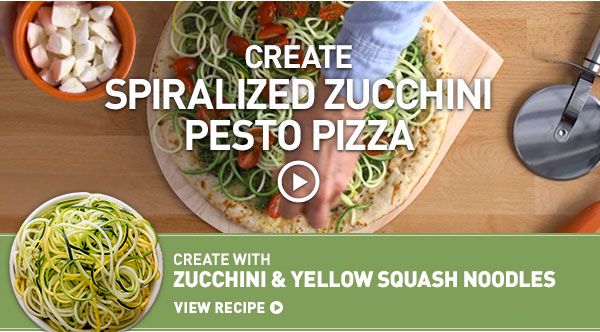 CREATE
SPIRALIZED ZUCCHINI
PESTO PIZZA
CREATE WITH
ZUCCHINI & YELLOW SQUASH NOODLES
VIEW RECIPE